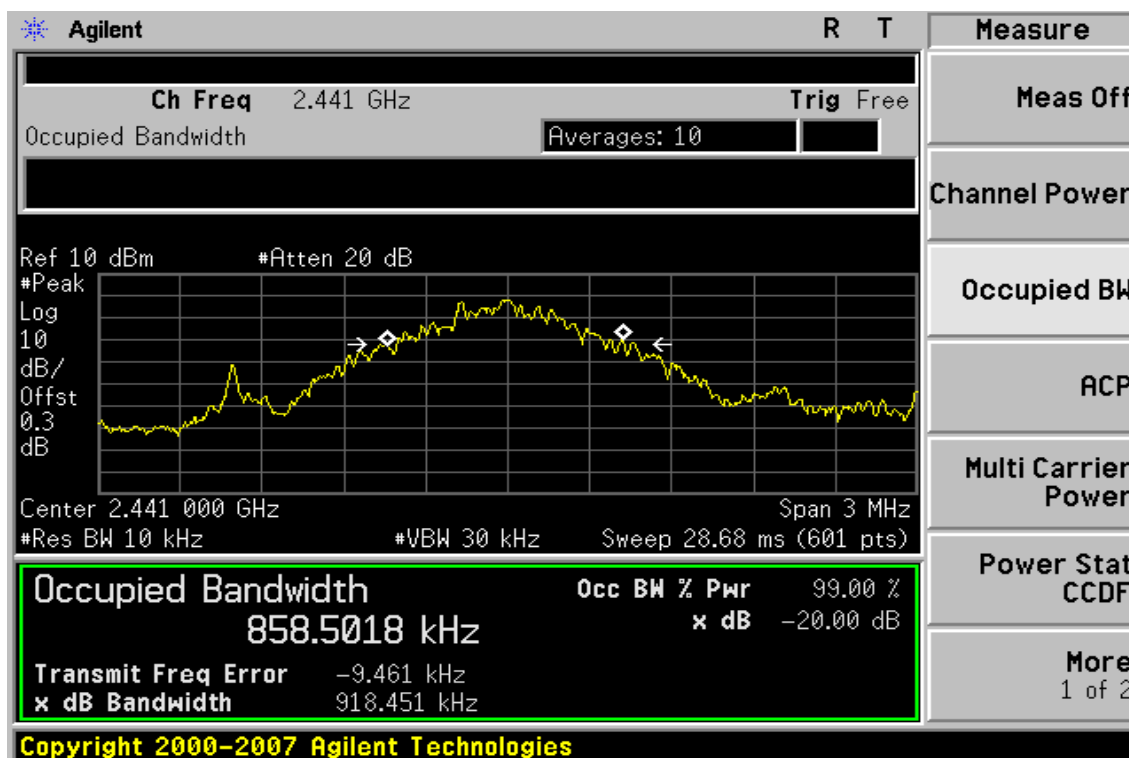 Agilent R T Measure
Ch Freq 2.441 GHz Trig Free
Meas Off
Occupied Bandwidth Averages: 10
Channel Power
Ref 10 dBm #Atten 20 dB
#Peak
Log
10
dB/
Offst
0.3
dB
Occupied BW
ACP
Multi Carrier
Power
Center 2.441 000 GHz Span 3 MHz
#Res BW 10 kHz #VBW 30 kHz Sweep 28.68 ms (601 pts)
Power Stat
CCDF
Occupied Bandwidth Occ BW % Pwr 99.00 %
858.5018 kHz x dB -20.00 dB
Transmit Freq Error -9.461 kHz
x dB Bandwidth 918.451 kHz
More
1 of 2
Copyright 2000-2007 Agilent Technologies